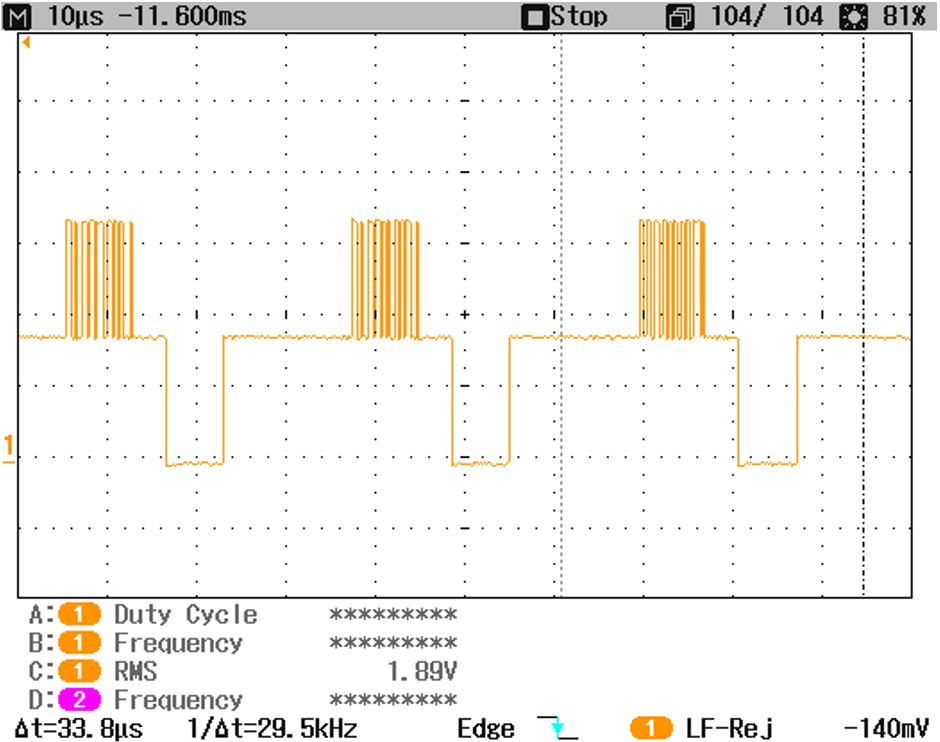 M 10µs -11.600ms Stop 104/ 104 81%
1
A: 1 Duty Cycle *********
B: 1 Frequency *********
C: 1 RMS 1.89V
D: 2 Frequency *********
Δt=33.8µs 1/Δt=29.5kHz Edge 1 LF-Rej -140mV